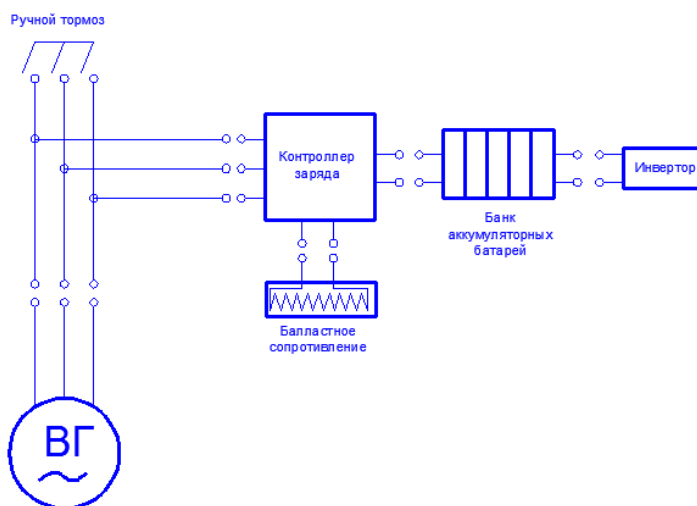 Ручной тормоз
Контроллер
заряда
Инвертор
Банк
аккумуляторных
батарей
Балластное
сопротивление
ВГ